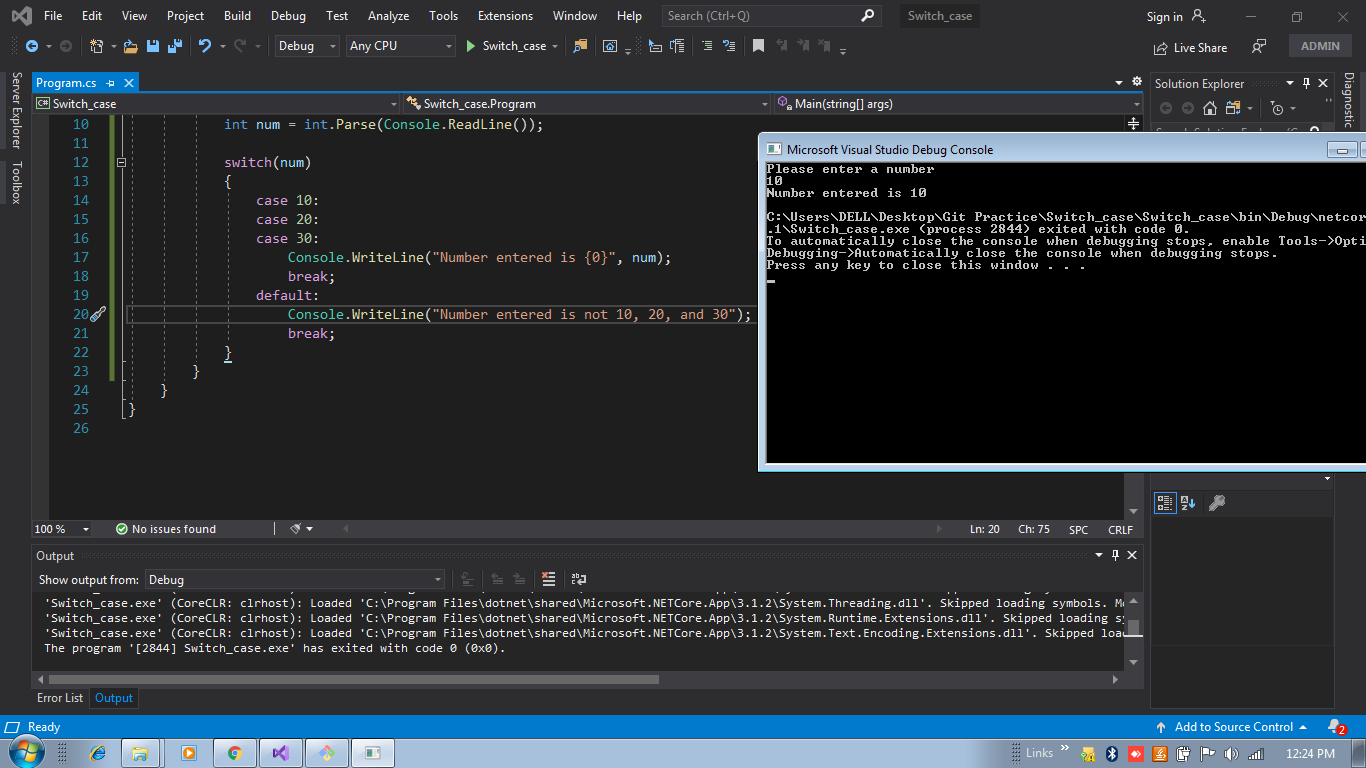 File Edit View Project Build Debug Test Analyze Tools Extensions Window Help Search (Ctrl+Q) Switch_case Sign in
Debug Any CPU Switch_case Live Share ADMIN
Server Explorer
Toolbox
Program.cs
Switch_case Switch_case.Program Main(string[] args)
10 int num = int.Parse(Console.ReadLine());
11
12 switch(num)
13 {
14 case 10:
15 case 20:
16 case 30:
17 Console.WriteLine("Number entered is {0}", num);
18 break;
19 default:
20 Console.WriteLine("Number entered is not 10, 20, and 30");
21 break;
22 }
23 }
24 }
25 }
26
100 % No issues found Ln: 20 Ch: 75 SPC CRLF
Microsoft Visual Studio Debug Console
Please enter a number
10
Number entered is 10
C:\Users\DELL\Desktop\Git Practice\Switch_case\Switch_case\bin\Debug\netcor
.1\Switch_case.exe (process 2844) exited with code 0.
To automatically close the console when debugging stops, enable Tools->Opti
Debugging->Automatically close the console when debugging stops.
Press any key to close this window . . .
Solution Explorer
Diagnostic
Output
Show output from: Debug
'Switch_case.exe' (CoreCLR: clrhost): Loaded 'C:\Program Files\dotnet\shared\Microsoft.NETCore.App\3.1.2\System.Threading.dll'. Skipped loading symbols. Mo
'Switch_case.exe' (CoreCLR: clrhost): Loaded 'C:\Program Files\dotnet\shared\Microsoft.NETCore.App\3.1.2\System.Runtime.Extensions.dll'. Skipped loading sy
'Switch_case.exe' (CoreCLR: clrhost): Loaded 'C:\Program Files\dotnet\shared\Microsoft.NETCore.App\3.1.2\System.Text.Encoding.Extensions.dll'. Skipped loa
The program '[2844] Switch_case.exe' has exited with code 0 (0x0).
Error List Output
Ready Add to Source Control 2
Links 12:24 PM